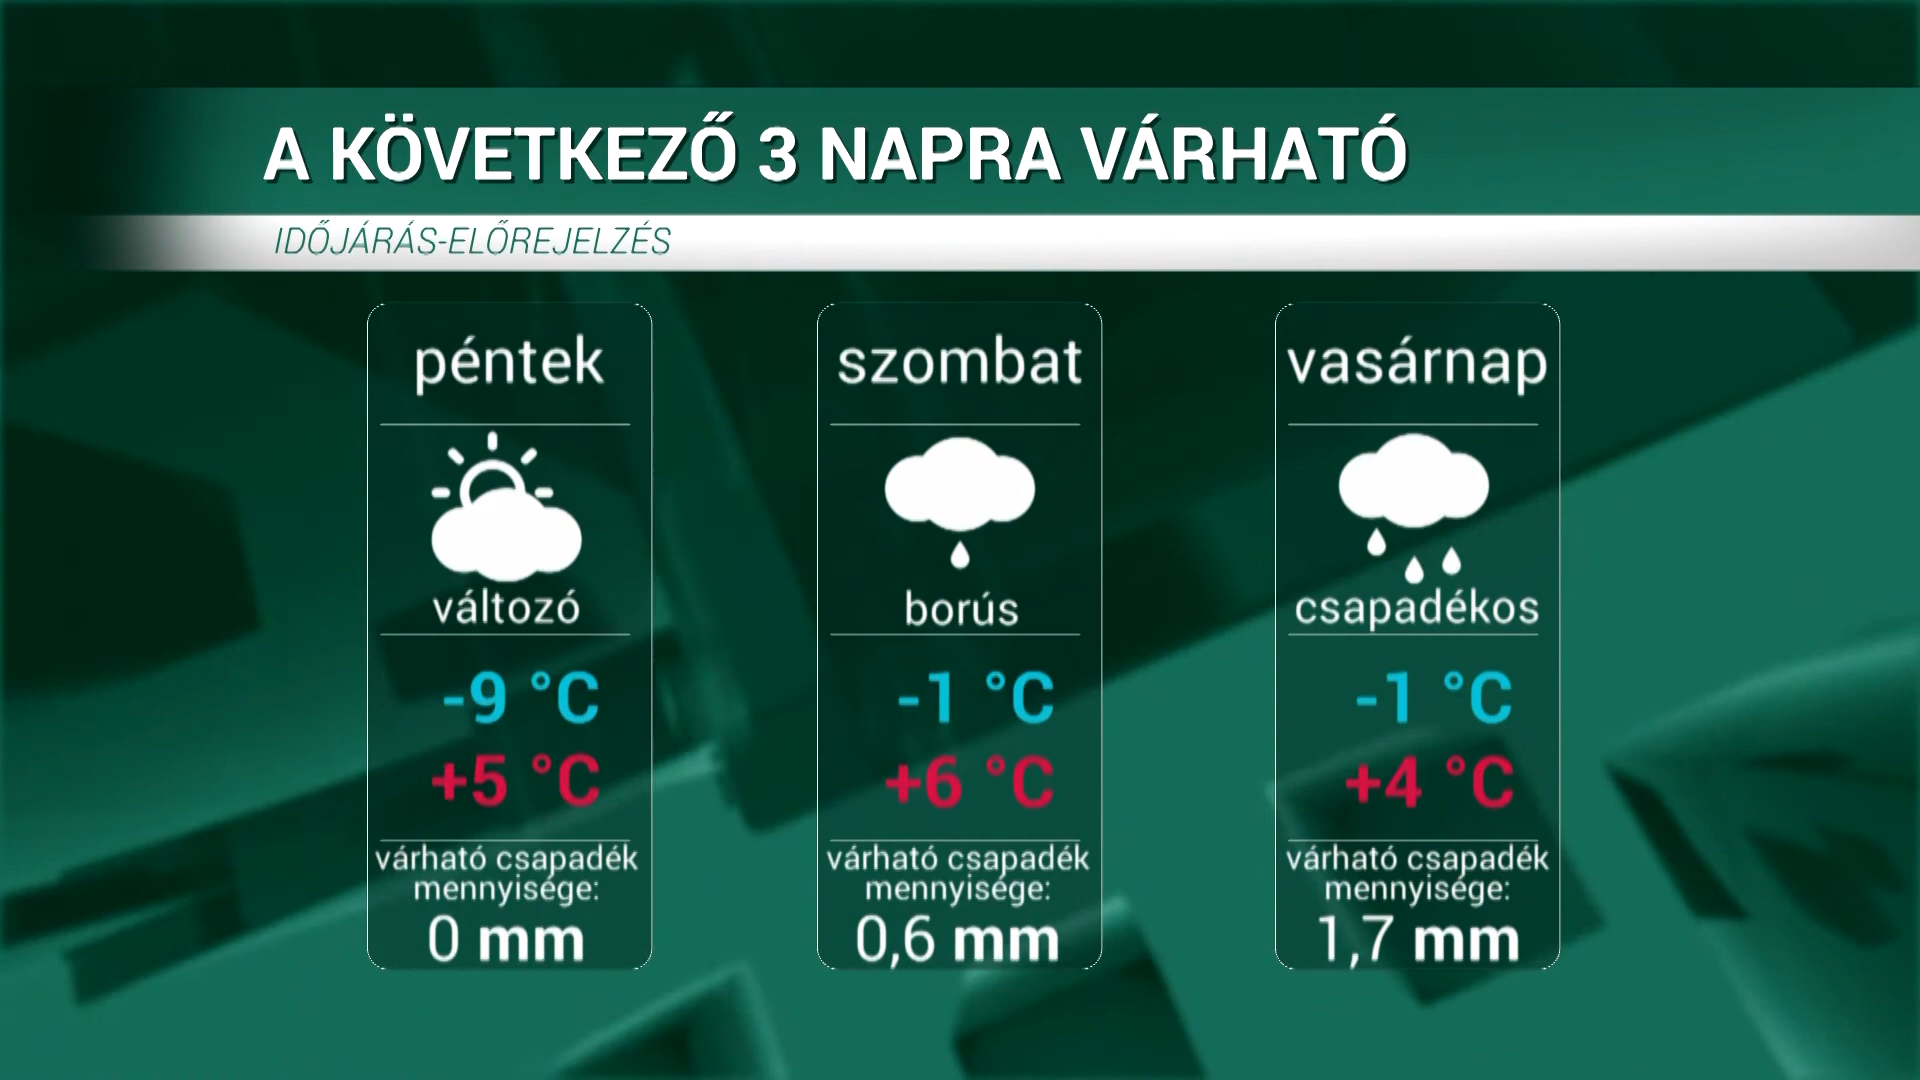 A KÖVETKEZŐ 3 NAPRA VÁRHATÓ
IDŐJÁRÁS-ELŐREJELZÉS
péntek
változó
-9 °C
+5 °C
várható csapadék
mennyisége:
0 mm
szombat
borús
-1 °C
+6 °C
várható csapadék
mennyisége:
0,6 mm
vasárnap
csapadékos
-1 °C
+4 °C
várható csapadék
mennyisége:
1,7 mm